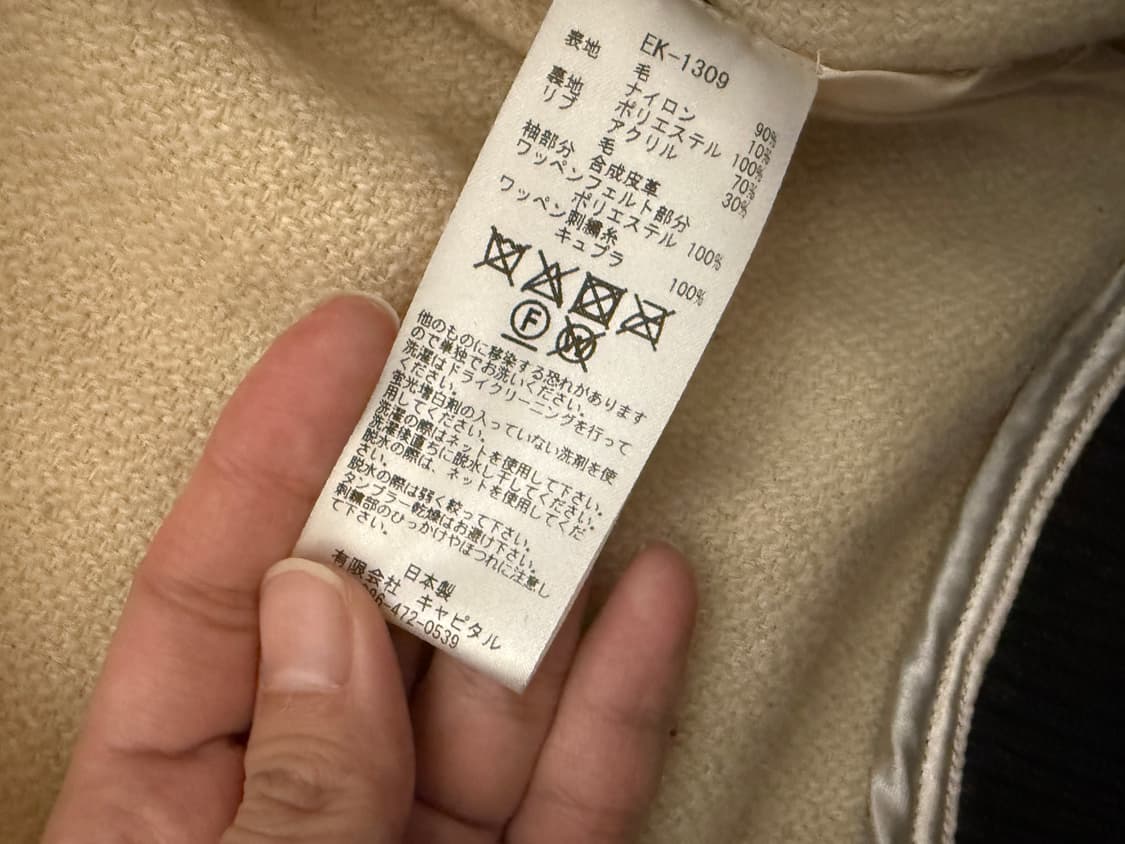 EK-1309
表地 毛 90%
ナイロン 10%
裏地 ポリエステル 100%
リブ アクリル 70%
毛 30%
袖部分 合成皮革
ワッペンフェルト部分
ポリエステル 100%
ワッペン刺繍糸
キュプラ 100%
F W
他のものに移染する恐れがあります
ので単独でお洗いください。
洗濯はドライクリーニングを行って
ください。
蛍光増白剤の入っていない洗剤を使
用してください。
洗濯の際はネットを使用して下さい。
洗濯後直ちに脱水し干してください。
脱水の際は、ネットを使用してくだ
さい。
脱水の際は弱く絞って下さい。
タンブラー乾燥はお避け下さい。
刺繍部のひっかけやほつれに注意し
て下さい。
日本製
有限会社 キャピタル
86-472-0539